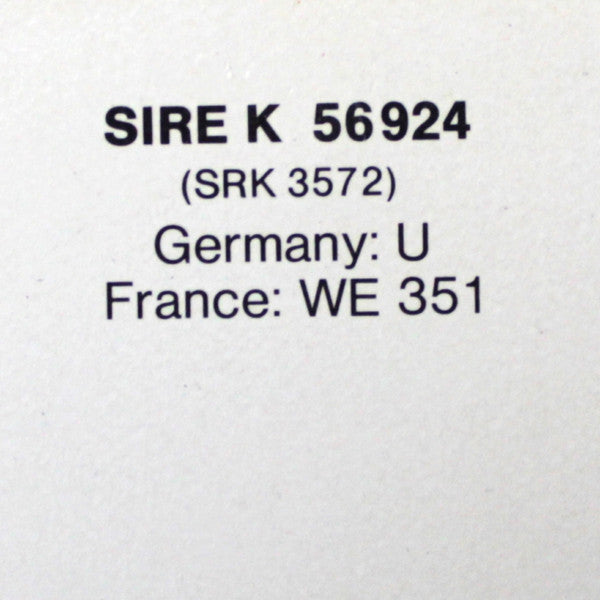 SIRE K 56924
(SRK 3572)
Germany: U
France: WE 351